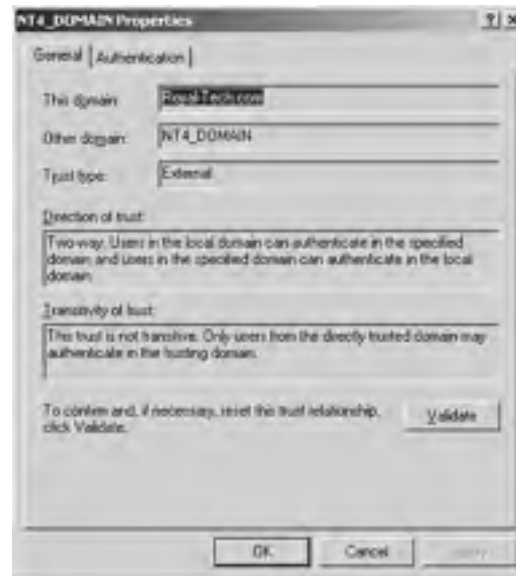 NT4_DOMAIN Properties
General
Authentication
This domain: RoyalTech.com
Other domain: NT4_DOMAIN
Trust type: External
Direction of trust:
Two-way. Users in the local domain can authenticate in the specified
domain and users in the specified domain can authenticate in the local
domain.
Transitivity of trust:
This trust is not transitive. Only users from the directly trusted domain may
authenticate in the trusting domain.
To confirm and, if necessary, reset this trust relationship,
click Validate.
Validate
OK
Cancel
Apply